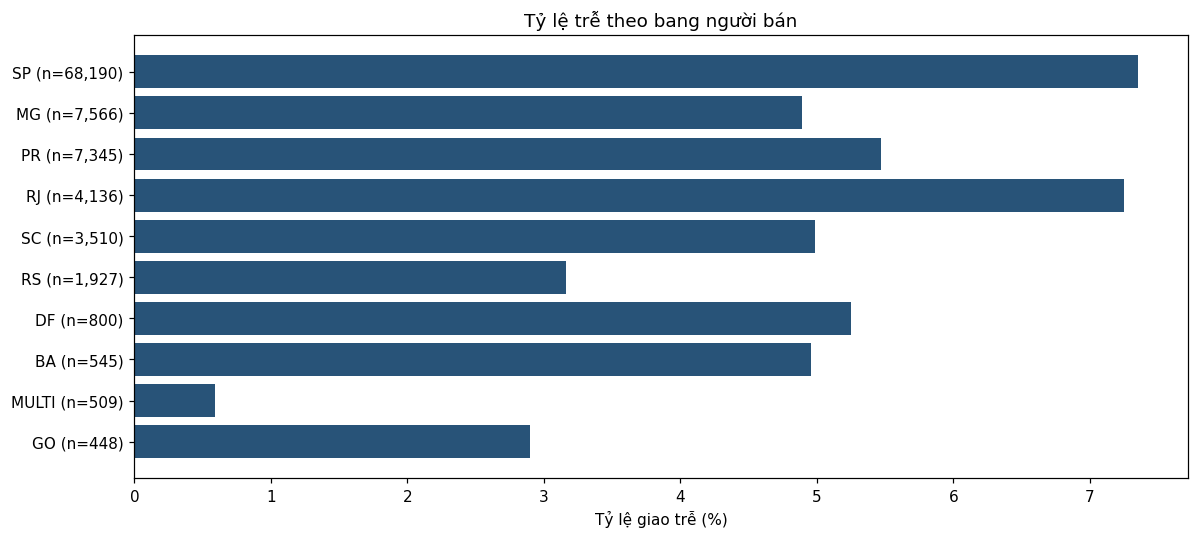 Tỷ lệ trễ theo bang người bán
SP (n=68,190)
MG (n=7,566)
PR (n=7,345)
RJ (n=4,136)
SC (n=3,510)
RS (n=1,927)
DF (n=800)
BA (n=545)
MULTI (n=509)
GO (n=448)
0 1 2 3 4 5 6 7
Tỷ lệ giao trễ (%)